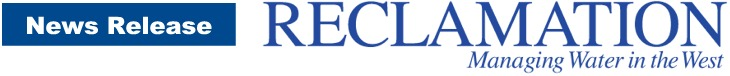 News Release
RECLAMATION
Managing Water in the West